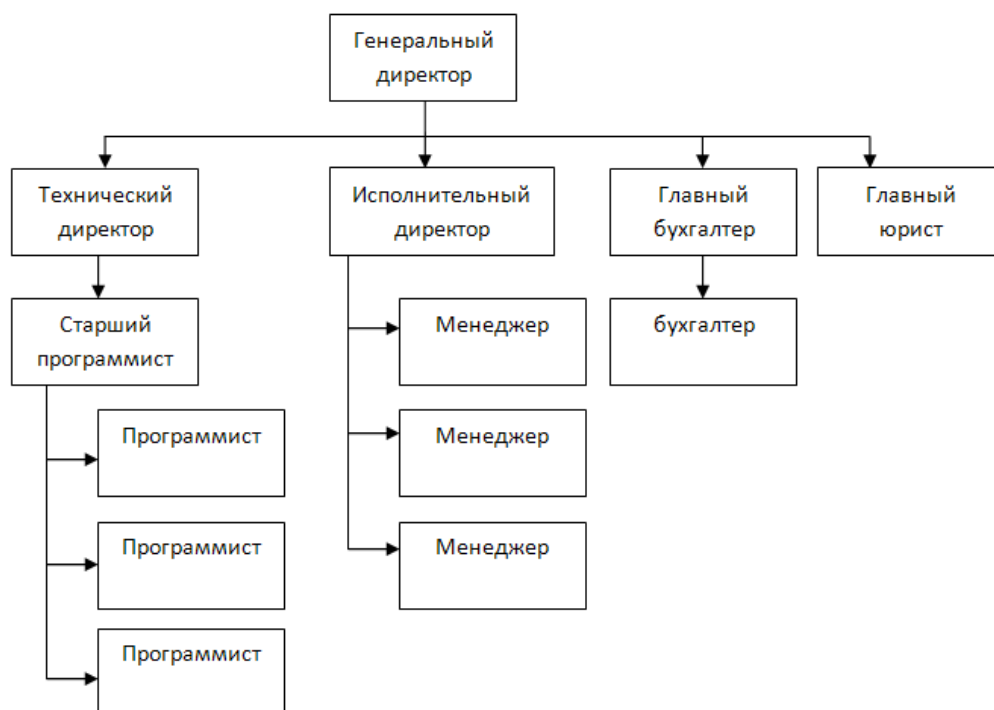 Генеральный
директор
Технический
директор
Исполнительный
директор
Главный
бухгалтер
Главный
юрист
Старший
программист
Менеджер
бухгалтер
Программист
Менеджер
Программист
Менеджер
Программист